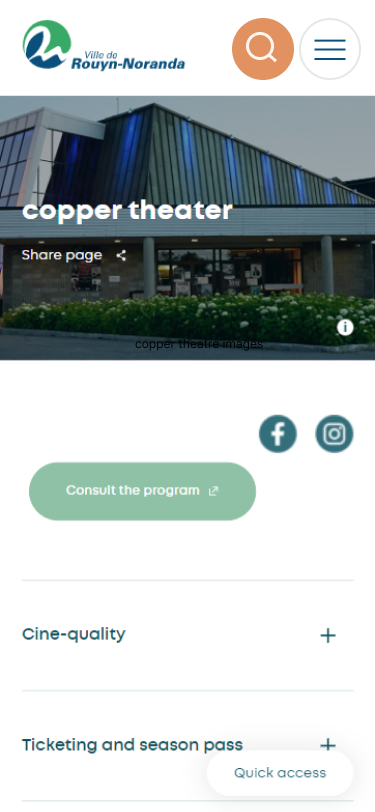 Ville de
Rouyn-Noranda
copper theater
Share page
copper theatre images
Consult the program
Cine-quality
Ticketing and season pass
Quick access